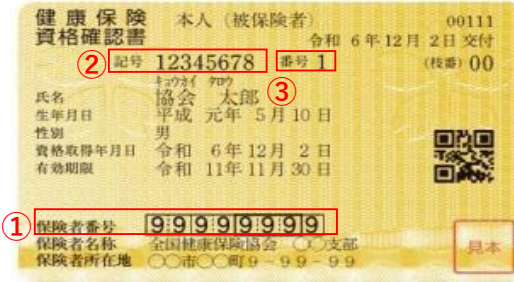 健康保険 本人(被保険者) 00111
資格確認書 令和 6年12月 2日 交付
② 記号 12345678 番号 1 (枝番) 00
③
キョウカイ タロウ
氏名 協会 太郎
生年月日 平成 元年 5月10日
性別 男
資格取得年月日 令和 6年12月 2日
有効期限 令和 11年11月30日
① 保険者番号 99999999
保険者名称 全国健康保険協会 〇〇支部
保険者所在地 〇〇市〇〇町9-99-99
見本